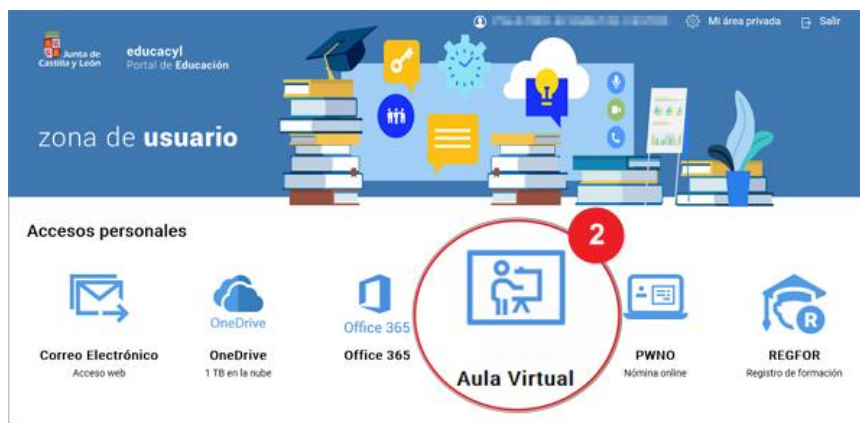 Mi área privada
Salir
Junta de
Castilla y León
educacyl
Portal de Educación
zona de usuario
Accesos personales
2
OneDrive
Office 365
R
Correo Electrónico
Acceso web
OneDrive
1 TB en la nube
Office 365
Aula Virtual
PWNO
Nómina online
REGFOR
Registro de formación